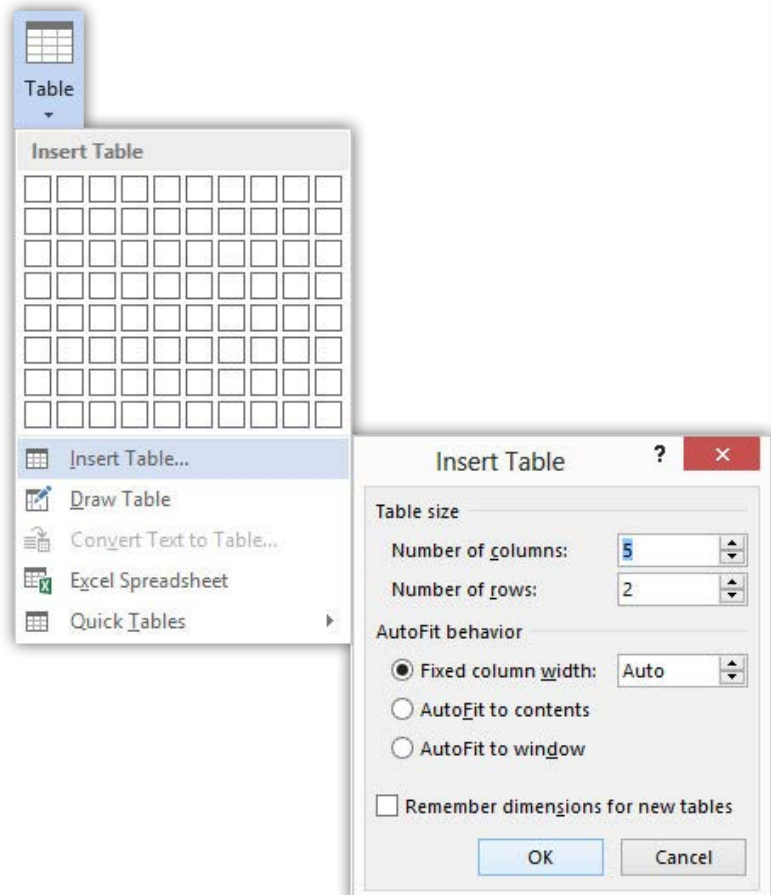 Table
Insert Table
Insert Table...
Draw Table
Convert Text to Table...
Excel Spreadsheet
Quick Tables
Insert Table ? ×
Table size
Number of columns: 5
Number of rows: 2
AutoFit behavior
Fixed column width: Auto
AutoFit to contents
AutoFit to window
Remember dimensions for new tables
OK Cancel